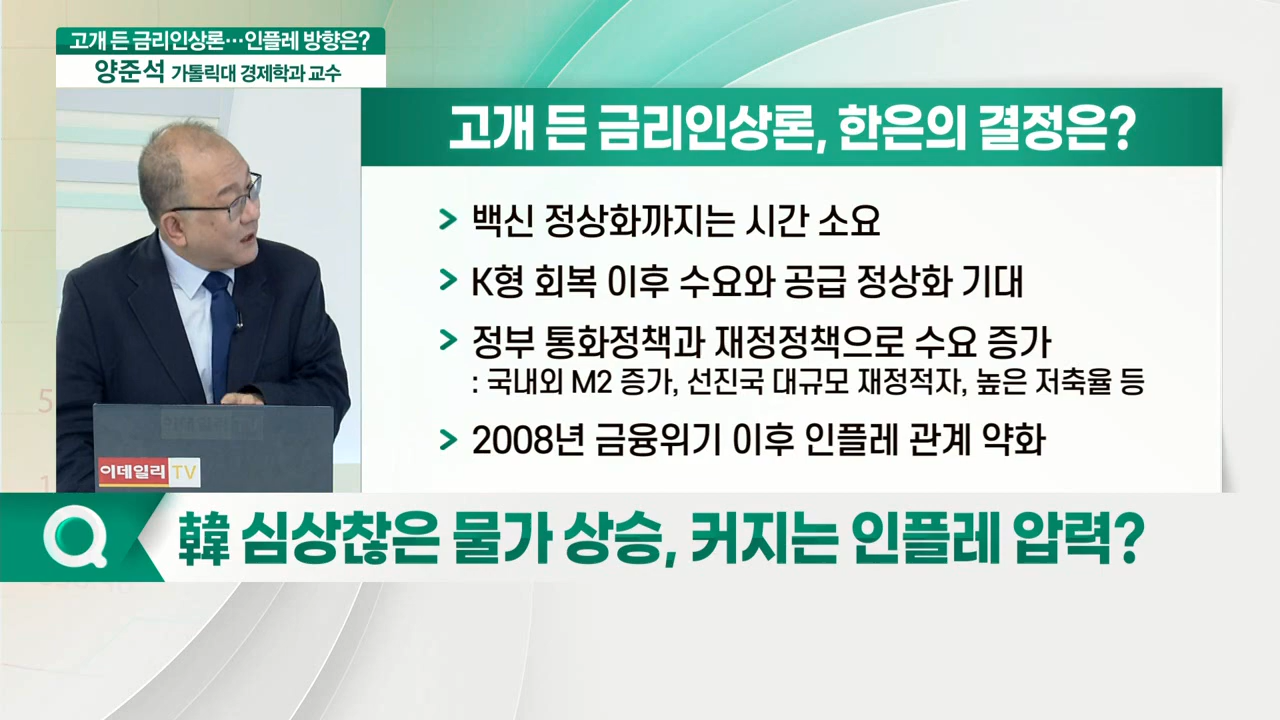 고개 든 금리인상론…인플레 방향은?
양준석 가톨릭대 경제학과 교수
고개 든 금리인상론, 한은의 결정은?
> 백신 정상화까지는 시간 소요
> K형 회복 이후 수요와 공급 정상화 기대
> 정부 통화정책과 재정정책으로 수요 증가
: 국내외 M2 증가, 선진국 대규모 재정적자, 높은 저축율 등
> 2008년 금융위기 이후 인플레 관계 약화
이데일리TV
이데일리 TV
Q 韓 심상찮은 물가 상승, 커지는 인플레 압력?